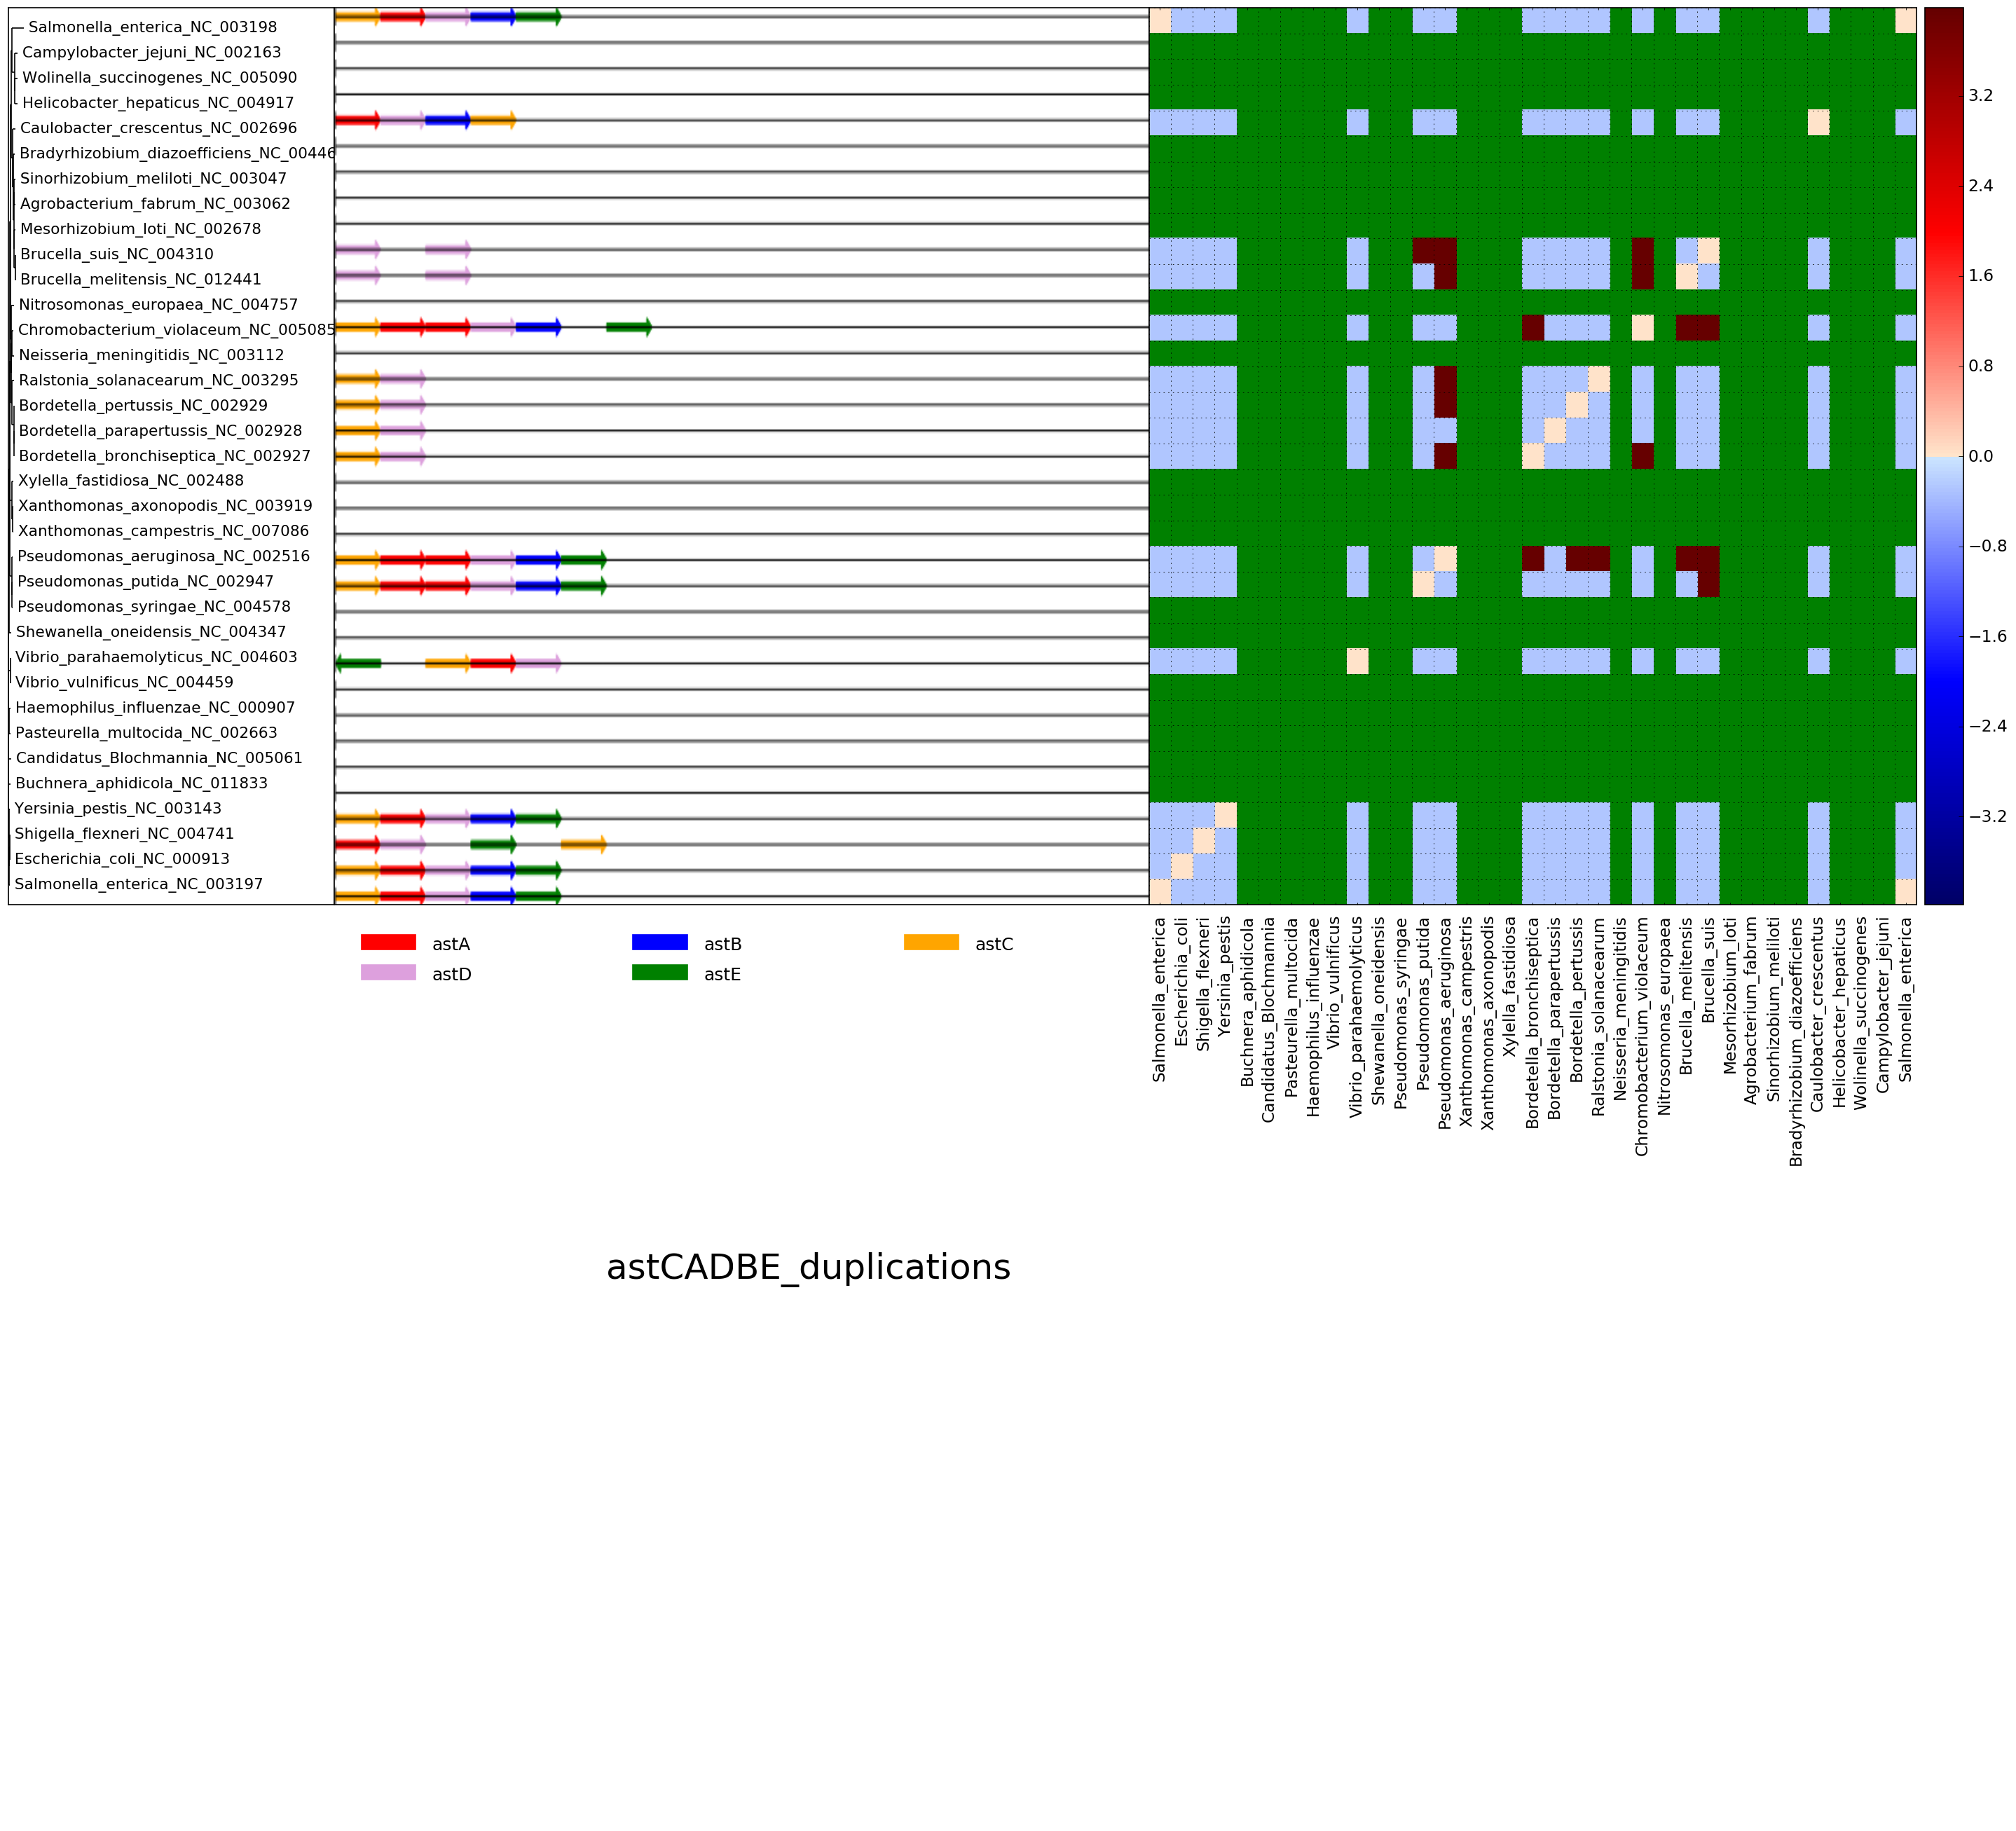 Salmonella_enterica_NC_003198
Campylobacter_jejuni_NC_002163
Wolinella_succinogenes_NC_005090
Helicobacter_hepaticus_NC_004917
Caulobacter_crescentus_NC_002696
Bradyrhizobium_diazoefficiens_NC_00446
Sinorhizobium_meliloti_NC_003047
Agrobacterium_fabrum_NC_003062
Mesorhizobium_loti_NC_002678
Brucella_suis_NC_004310
Brucella_melitensis_NC_012441
Nitrosomonas_europaea_NC_004757
Chromobacterium_violaceum_NC_005085
Neisseria_meningitidis_NC_003112
Ralstonia_solanacearum_NC_003295
Bordetella_pertussis_NC_002929
Bordetella_parapertussis_NC_002928
Bordetella_bronchiseptica_NC_002927
Xylella_fastidiosa_NC_002488
Xanthomonas_axonopodis_NC_003919
Xanthomonas_campestris_NC_007086
Pseudomonas_aeruginosa_NC_002516
Pseudomonas_putida_NC_002947
Pseudomonas_syringae_NC_004578
Shewanella_oneidensis_NC_004347
Vibrio_parahaemolyticus_NC_004603
Vibrio_vulnificus_NC_004459
Haemophilus_influenzae_NC_000907
Pasteurella_multocida_NC_002663
Candidatus_Blochmannia_NC_005061
Buchnera_aphidicola_NC_011833
Yersinia_pestis_NC_003143
Shigella_flexneri_NC_004741
Escherichia_coli_NC_000913
Salmonella_enterica_NC_003197
3.2
2.4
1.6
0.8
0.0
−0.8
−1.6
−2.4
−3.2
Salmonella_enterica
Escherichia_coli
Shigella_flexneri
Yersinia_pestis
Buchnera_aphidicola
Candidatus_Blochmannia
Pasteurella_multocida
Haemophilus_influenzae
Vibrio_vulnificus
Vibrio_parahaemolyticus
Shewanella_oneidensis
Pseudomonas_syringae
Pseudomonas_putida
Pseudomonas_aeruginosa
Xanthomonas_campestris
Xanthomonas_axonopodis
Xylella_fastidiosa
Bordetella_bronchiseptica
Bordetella_parapertussis
Bordetella_pertussis
Ralstonia_solanacearum
Neisseria_meningitidis
Chromobacterium_violaceum
Nitrosomonas_europaea
Brucella_melitensis
Brucella_suis
Mesorhizobium_loti
Agrobacterium_fabrum
Sinorhizobium_meliloti
Bradyrhizobium_diazoefficiens
Caulobacter_crescentus
Helicobacter_hepaticus
Wolinella_succinogenes
Campylobacter_jejuni
Salmonella_enterica
astA astB astC
astD astE
astCADBE_duplications